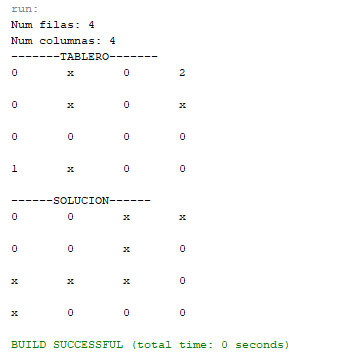 run:
Num filas: 4
Num columnas: 4
-------TABLERO-------
0 x 0 2
0 x 0 x
0 0 0 0
1 x 0 0
------SOLUCION------
0 0 x x
0 0 x 0
x x x 0
x 0 0 0
BUILD SUCCESSFUL (total time: 0 seconds)